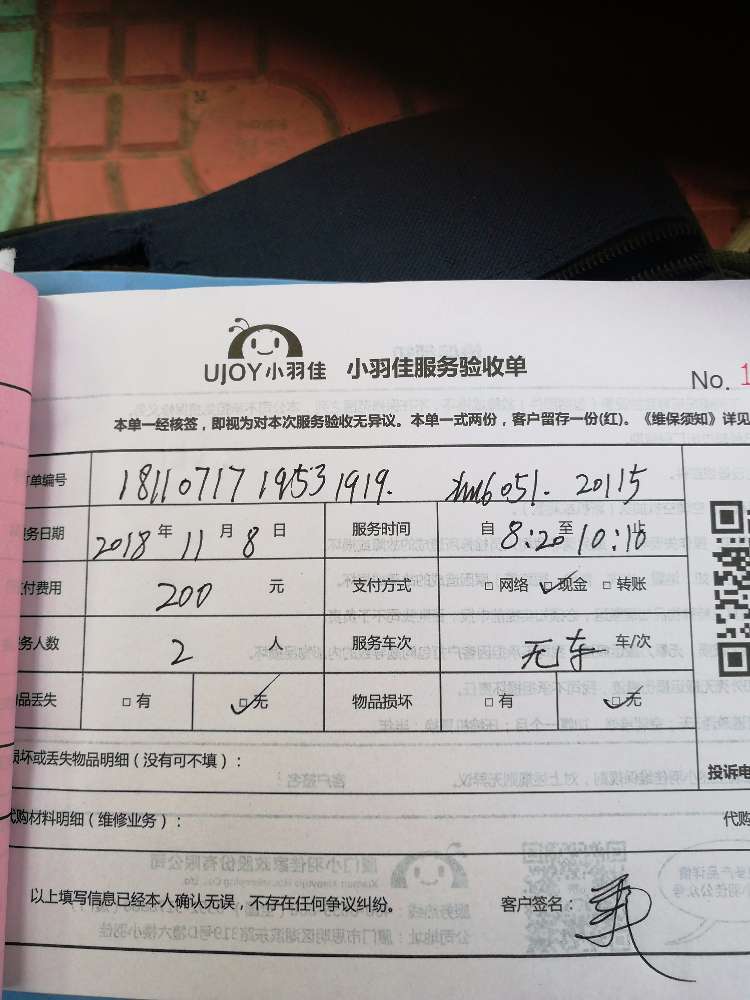 UJOY小羽佳 小羽佳服务验收单
No. 1
本单一经核签，即视为对本次服务验收无异议。本单一式两份，客户留存一份(红)。《维保须知》详见
单编号 1811071719531919. 6051. 20115
务日期 2018年11月8日 服务时间 自8:20至10:16止
付费用 200 元 支付方式 □网络 ☑现金 □转账
务人数 2 人 服务车次 无车 车/次
品丢失 □有 ☑无 物品损坏 □有 ☑无
损坏或丢失物品明细（没有可不填）：
投诉电
代购材料明细（维修业务）：
代购
以上填写信息已经本人确认无误，不存在任何争议纠纷。 客户签名：